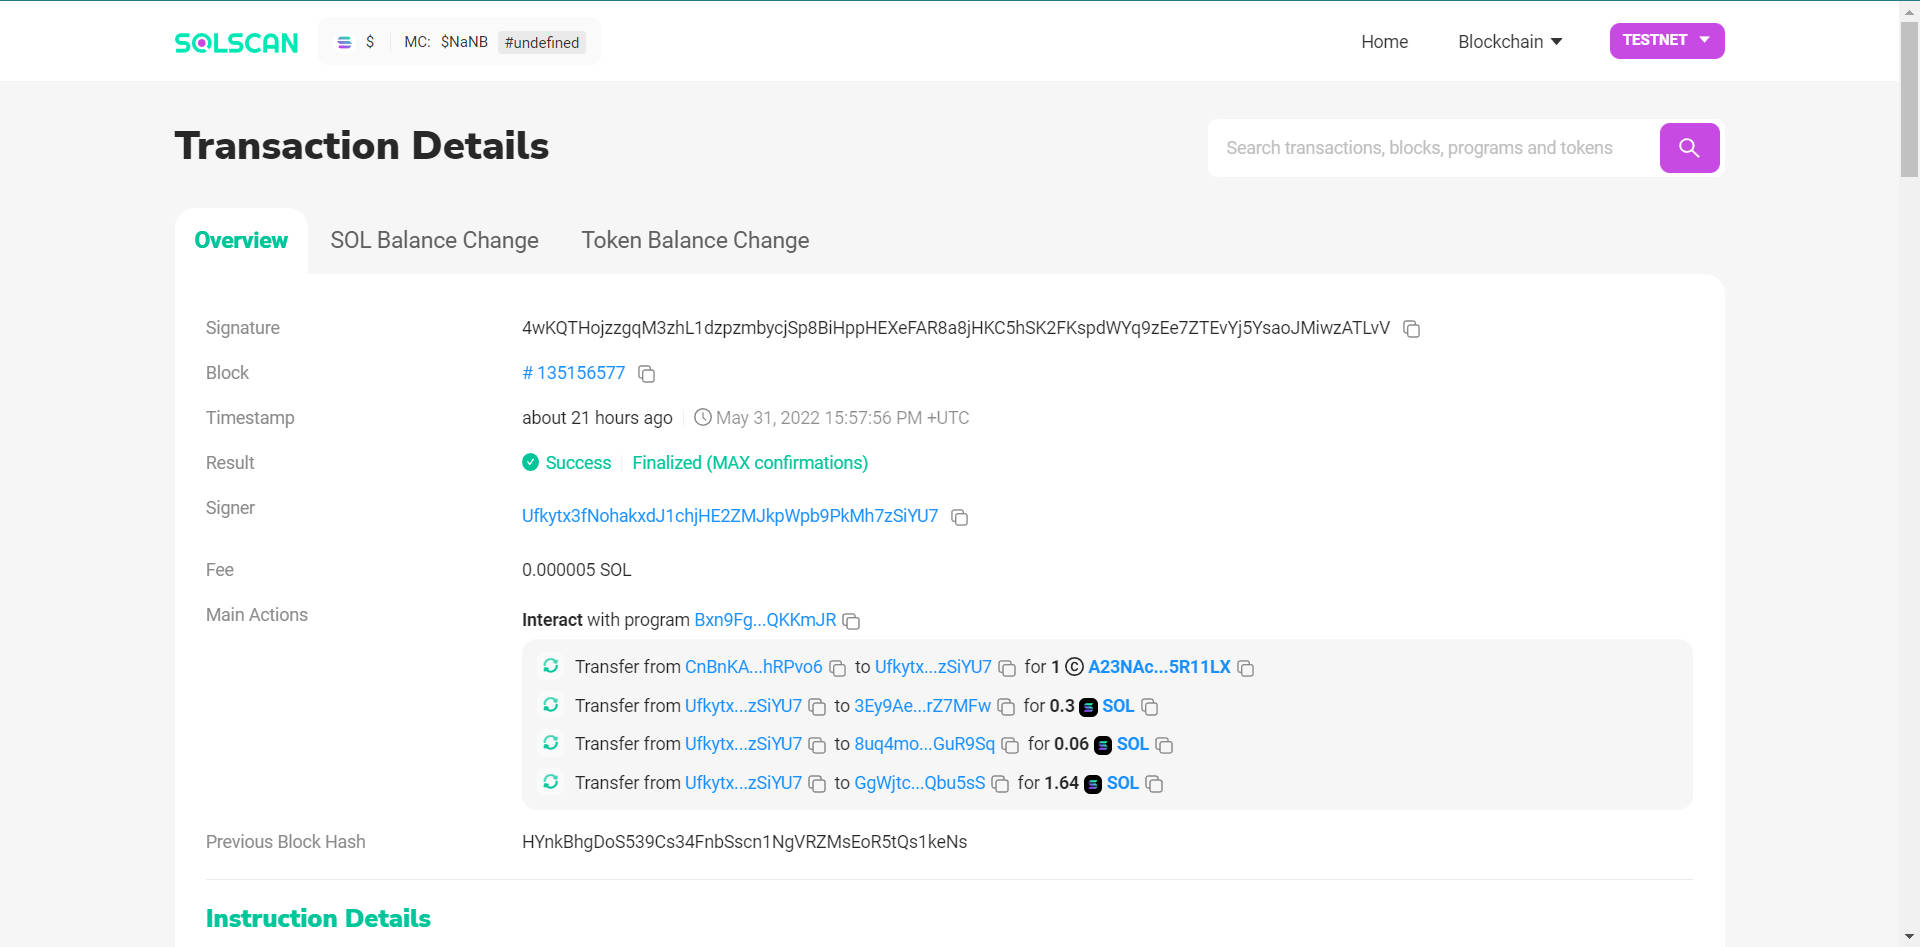 SOLSCAN $ MC: $NaNB #undefined Home Blockchain TESTNET
Transaction Details
Search transactions, blocks, programs and tokens
Overview SOL Balance Change Token Balance Change
Signature 4wKQTHojzzgqM3zhL1dzpzmbycjSp8BiHppHEXeFAR8a8jHKC5hSK2FKspdWYq9zEe7ZTEvYj5YsaoJMiwzATLvV
Block # 135156577
Timestamp about 21 hours ago May 31, 2022 15:57:56 PM +UTC
Result Success Finalized (MAX confirmations)
Signer Ufkytx3fNohakxdJ1chjHE2ZMJkpWpb9PkMh7zSiYU7
Fee 0.000005 SOL
Main Actions Interact with program Bxn9Fg...QKKmJR
Transfer from CnBnKA...hRPvo6 to Ufkytx...zSiYU7 for 1 A23NAc...5R11LX
Transfer from Ufkytx...zSiYU7 to 3Ey9Ae...rZ7MFw for 0.3 SOL
Transfer from Ufkytx...zSiYU7 to 8uq4mo...GuR9Sq for 0.06 SOL
Transfer from Ufkytx...zSiYU7 to GgWjtc...Qbu5sS for 1.64 SOL
Previous Block Hash HYnkBhgDoS539Cs34FnbSscn1NgVRZMsEoR5tQs1keNs
Instruction Details